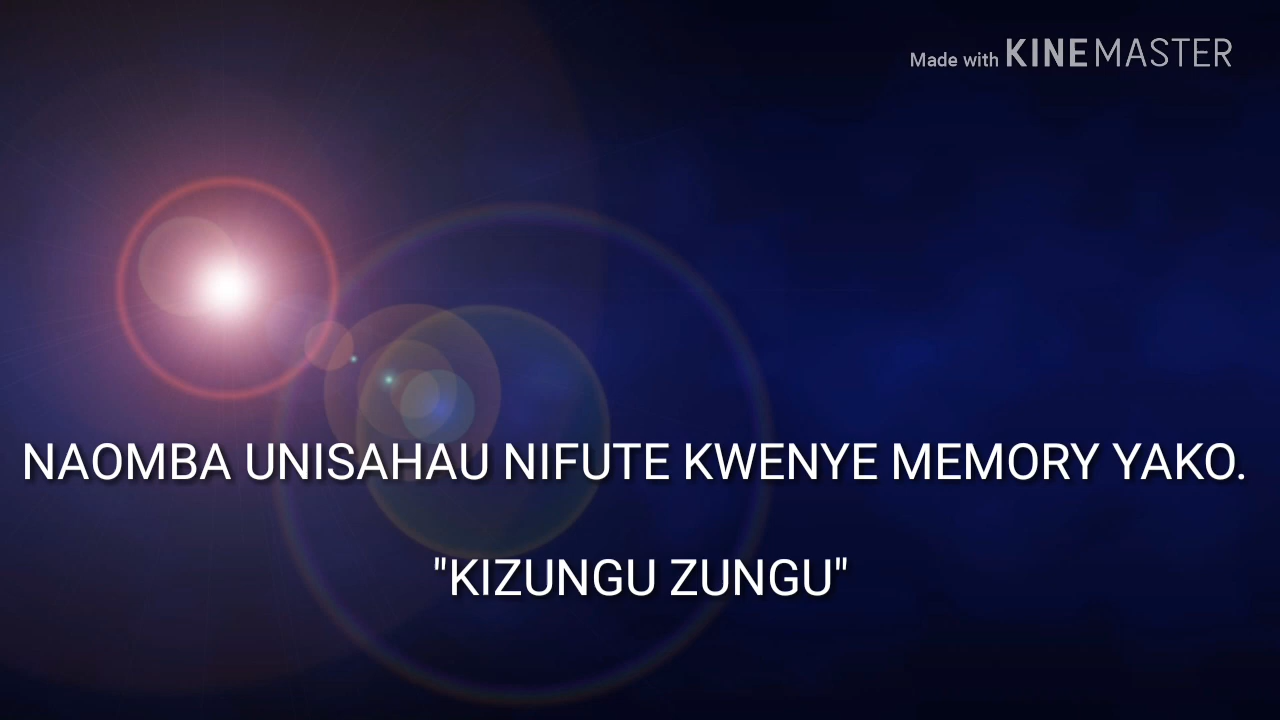 Made with KINEMASTER
NAOMBA UNISAHAU NIFUTE KWENYE MEMORY YAKO.
"KIZUNGU ZUNGU"